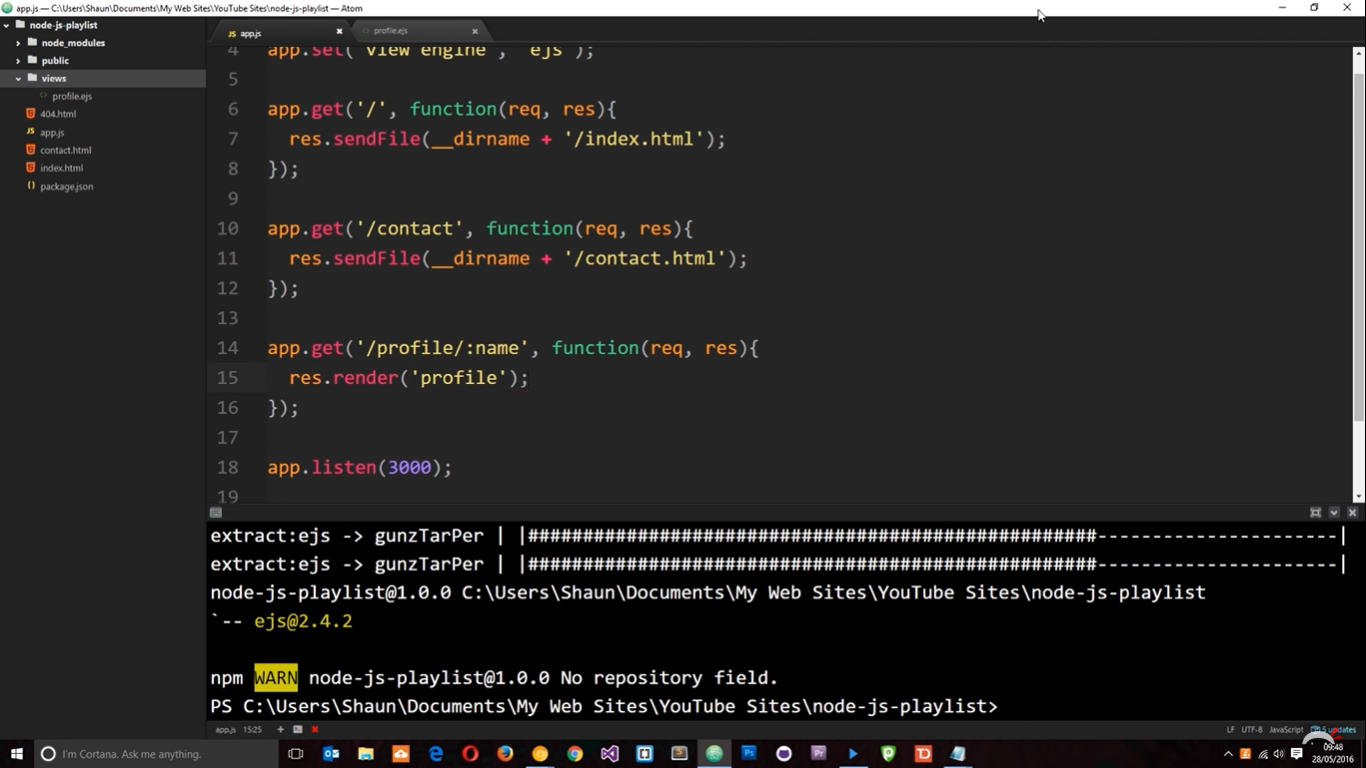 app.js — C:\Users\Shaun\Documents\My Web Sites\YouTube Sites\node-js-playlist — Atom
node-js-playlist
node_modules
public
views
profile.ejs
404.html
app.js
contact.html
index.html
package.json
app.js
profile.ejs
4 app.set('view engine', 'ejs');
5
6 app.get('/', function(req, res){
7 res.sendFile(__dirname + '/index.html');
8 });
9
10 app.get('/contact', function(req, res){
11 res.sendFile(__dirname + '/contact.html');
12 });
13
14 app.get('/profile/:name', function(req, res){
15 res.render('profile');
16 });
17
18 app.listen(3000);
19
extract:ejs -> gunzTarPer | |####################################################----------------------|
extract:ejs -> gunzTarPer | |####################################################----------------------|
node-js-playlist@1.0.0 C:\Users\Shaun\Documents\My Web Sites\YouTube Sites\node-js-playlist
`-- ejs@2.4.2
npm WARN node-js-playlist@1.0.0 No repository field.
PS C:\Users\Shaun\Documents\My Web Sites\YouTube Sites\node-js-playlist>
app.js 15:25
LF UTF-8 JavaScript 5 updates
I'm Cortana. Ask me anything.
09:48
28/05/2016